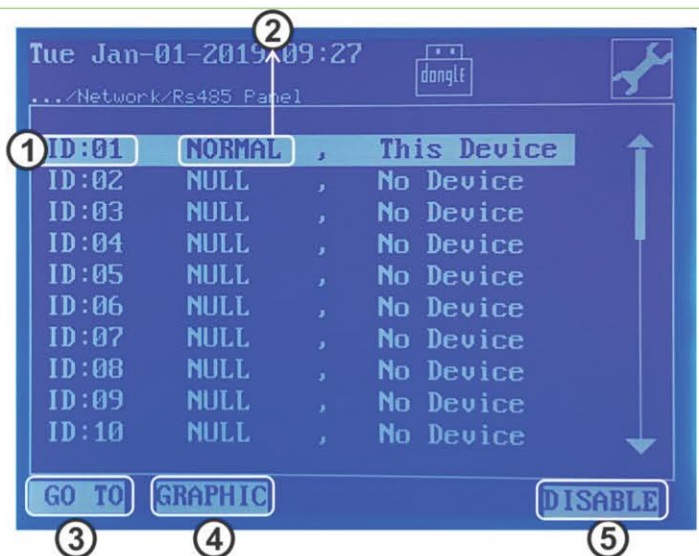 2
Tue Jan-01-2019 09:27
donglE
.../Network/Rs485 Panel
1 ID:01 NORMAL , This Device
ID:02 NULL , No Device
ID:03 NULL , No Device
ID:04 NULL , No Device
ID:05 NULL , No Device
ID:06 NULL , No Device
ID:07 NULL , No Device
ID:08 NULL , No Device
ID:09 NULL , No Device
ID:10 NULL , No Device
GO TO GRAPHIC DISABLE
3 4 5